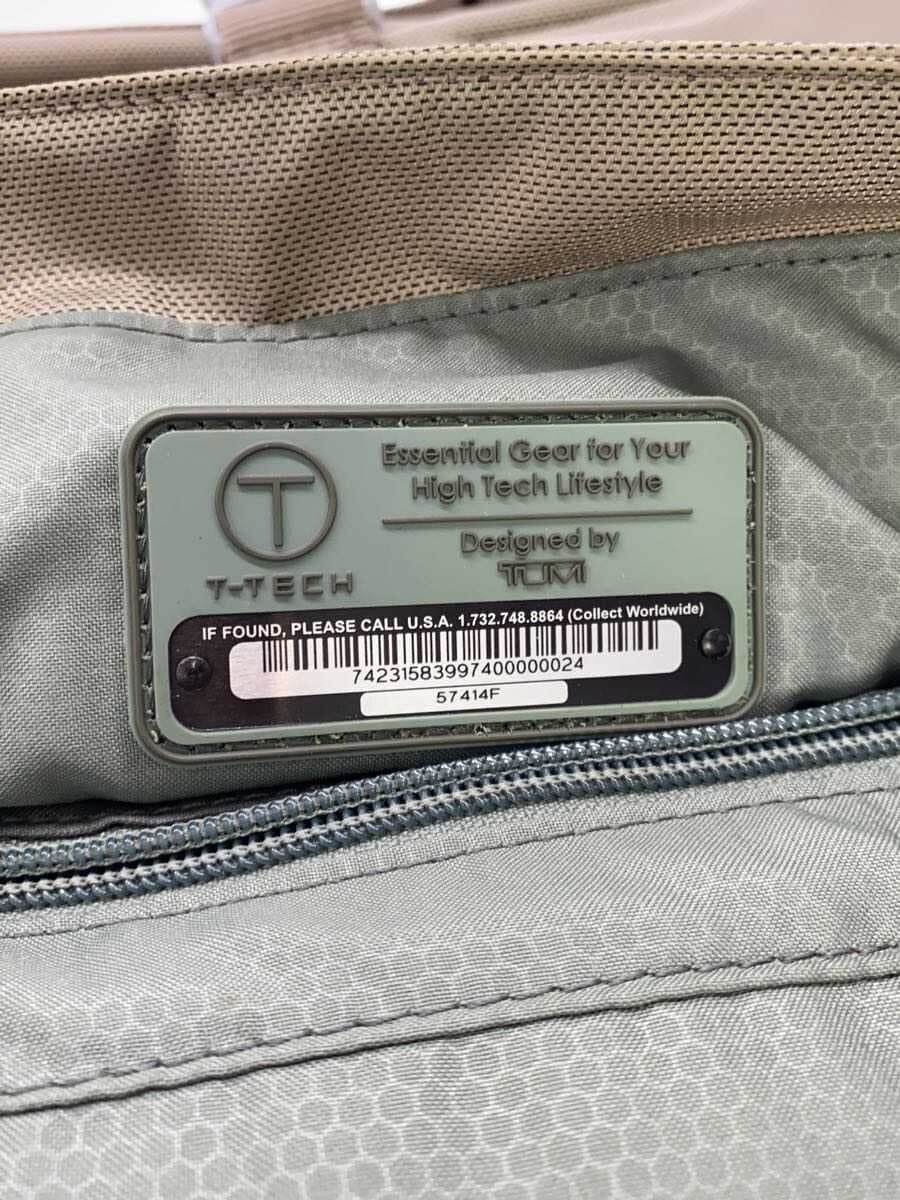 T
T-TECH
Essential Gear for Your
High Tech Lifestyle
Designed by
TUMI
IF FOUND, PLEASE CALL U.S.A. 1.732.748.8864 (Collect Worldwide)
74231583997400000024
57414F